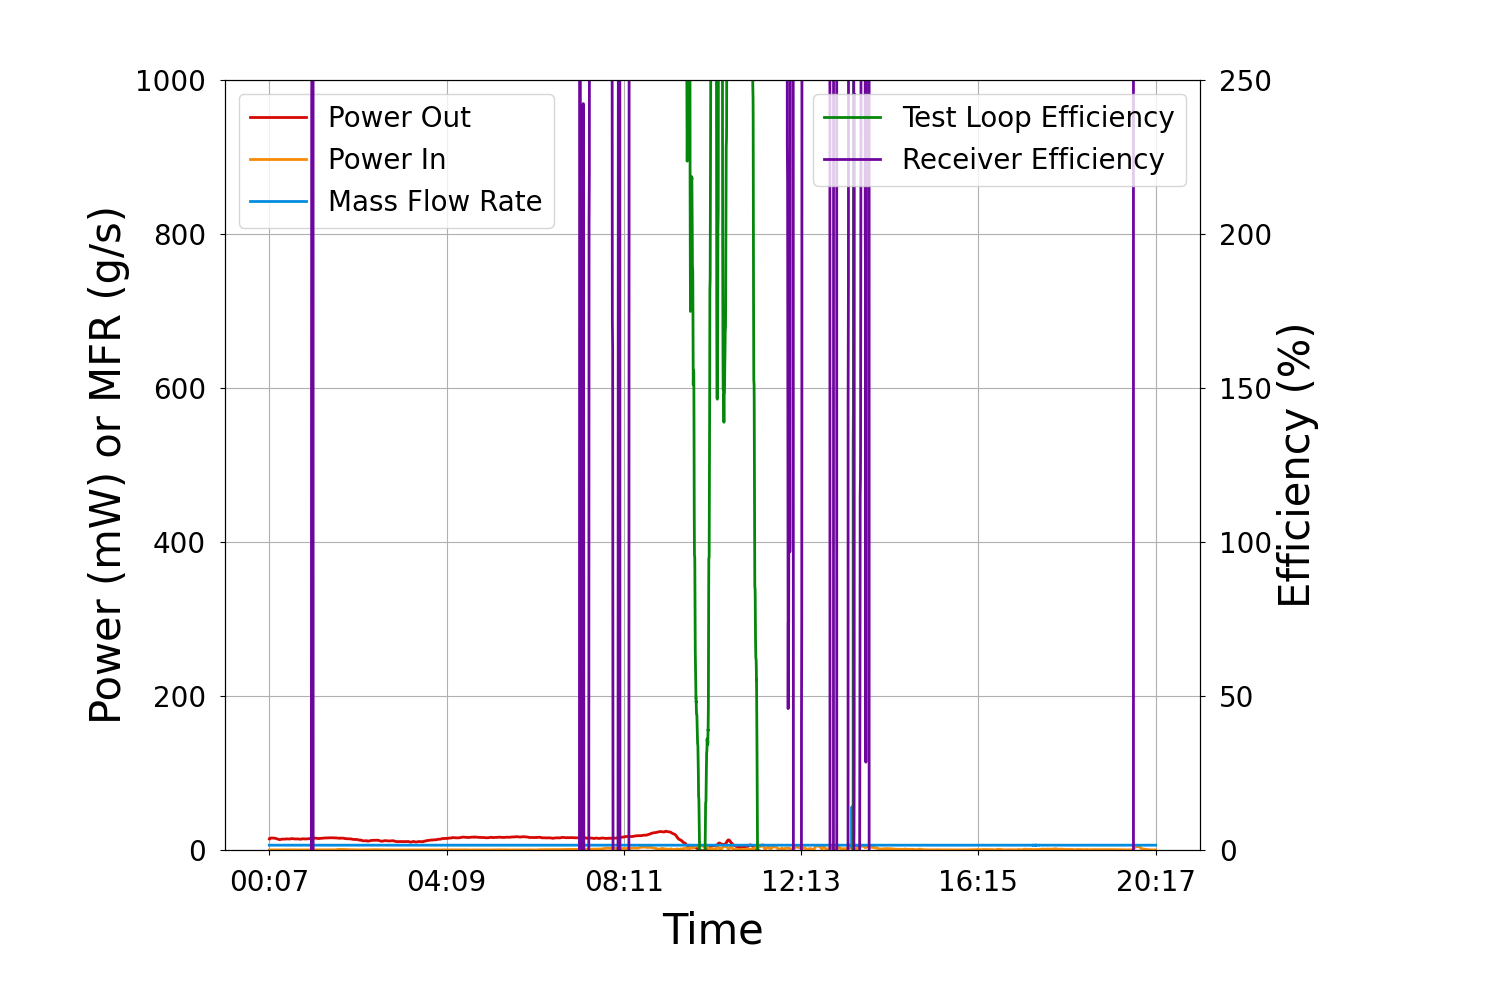 Power Out
Power In
Mass Flow Rate
Test Loop Efficiency
Receiver Efficiency
1000
800
600
400
200
0
250
200
150
100
50
0
Power (mW) or MFR (g/s)
Efficiency (%)
00:07
04:09
08:11
12:13
16:15
20:17
Time